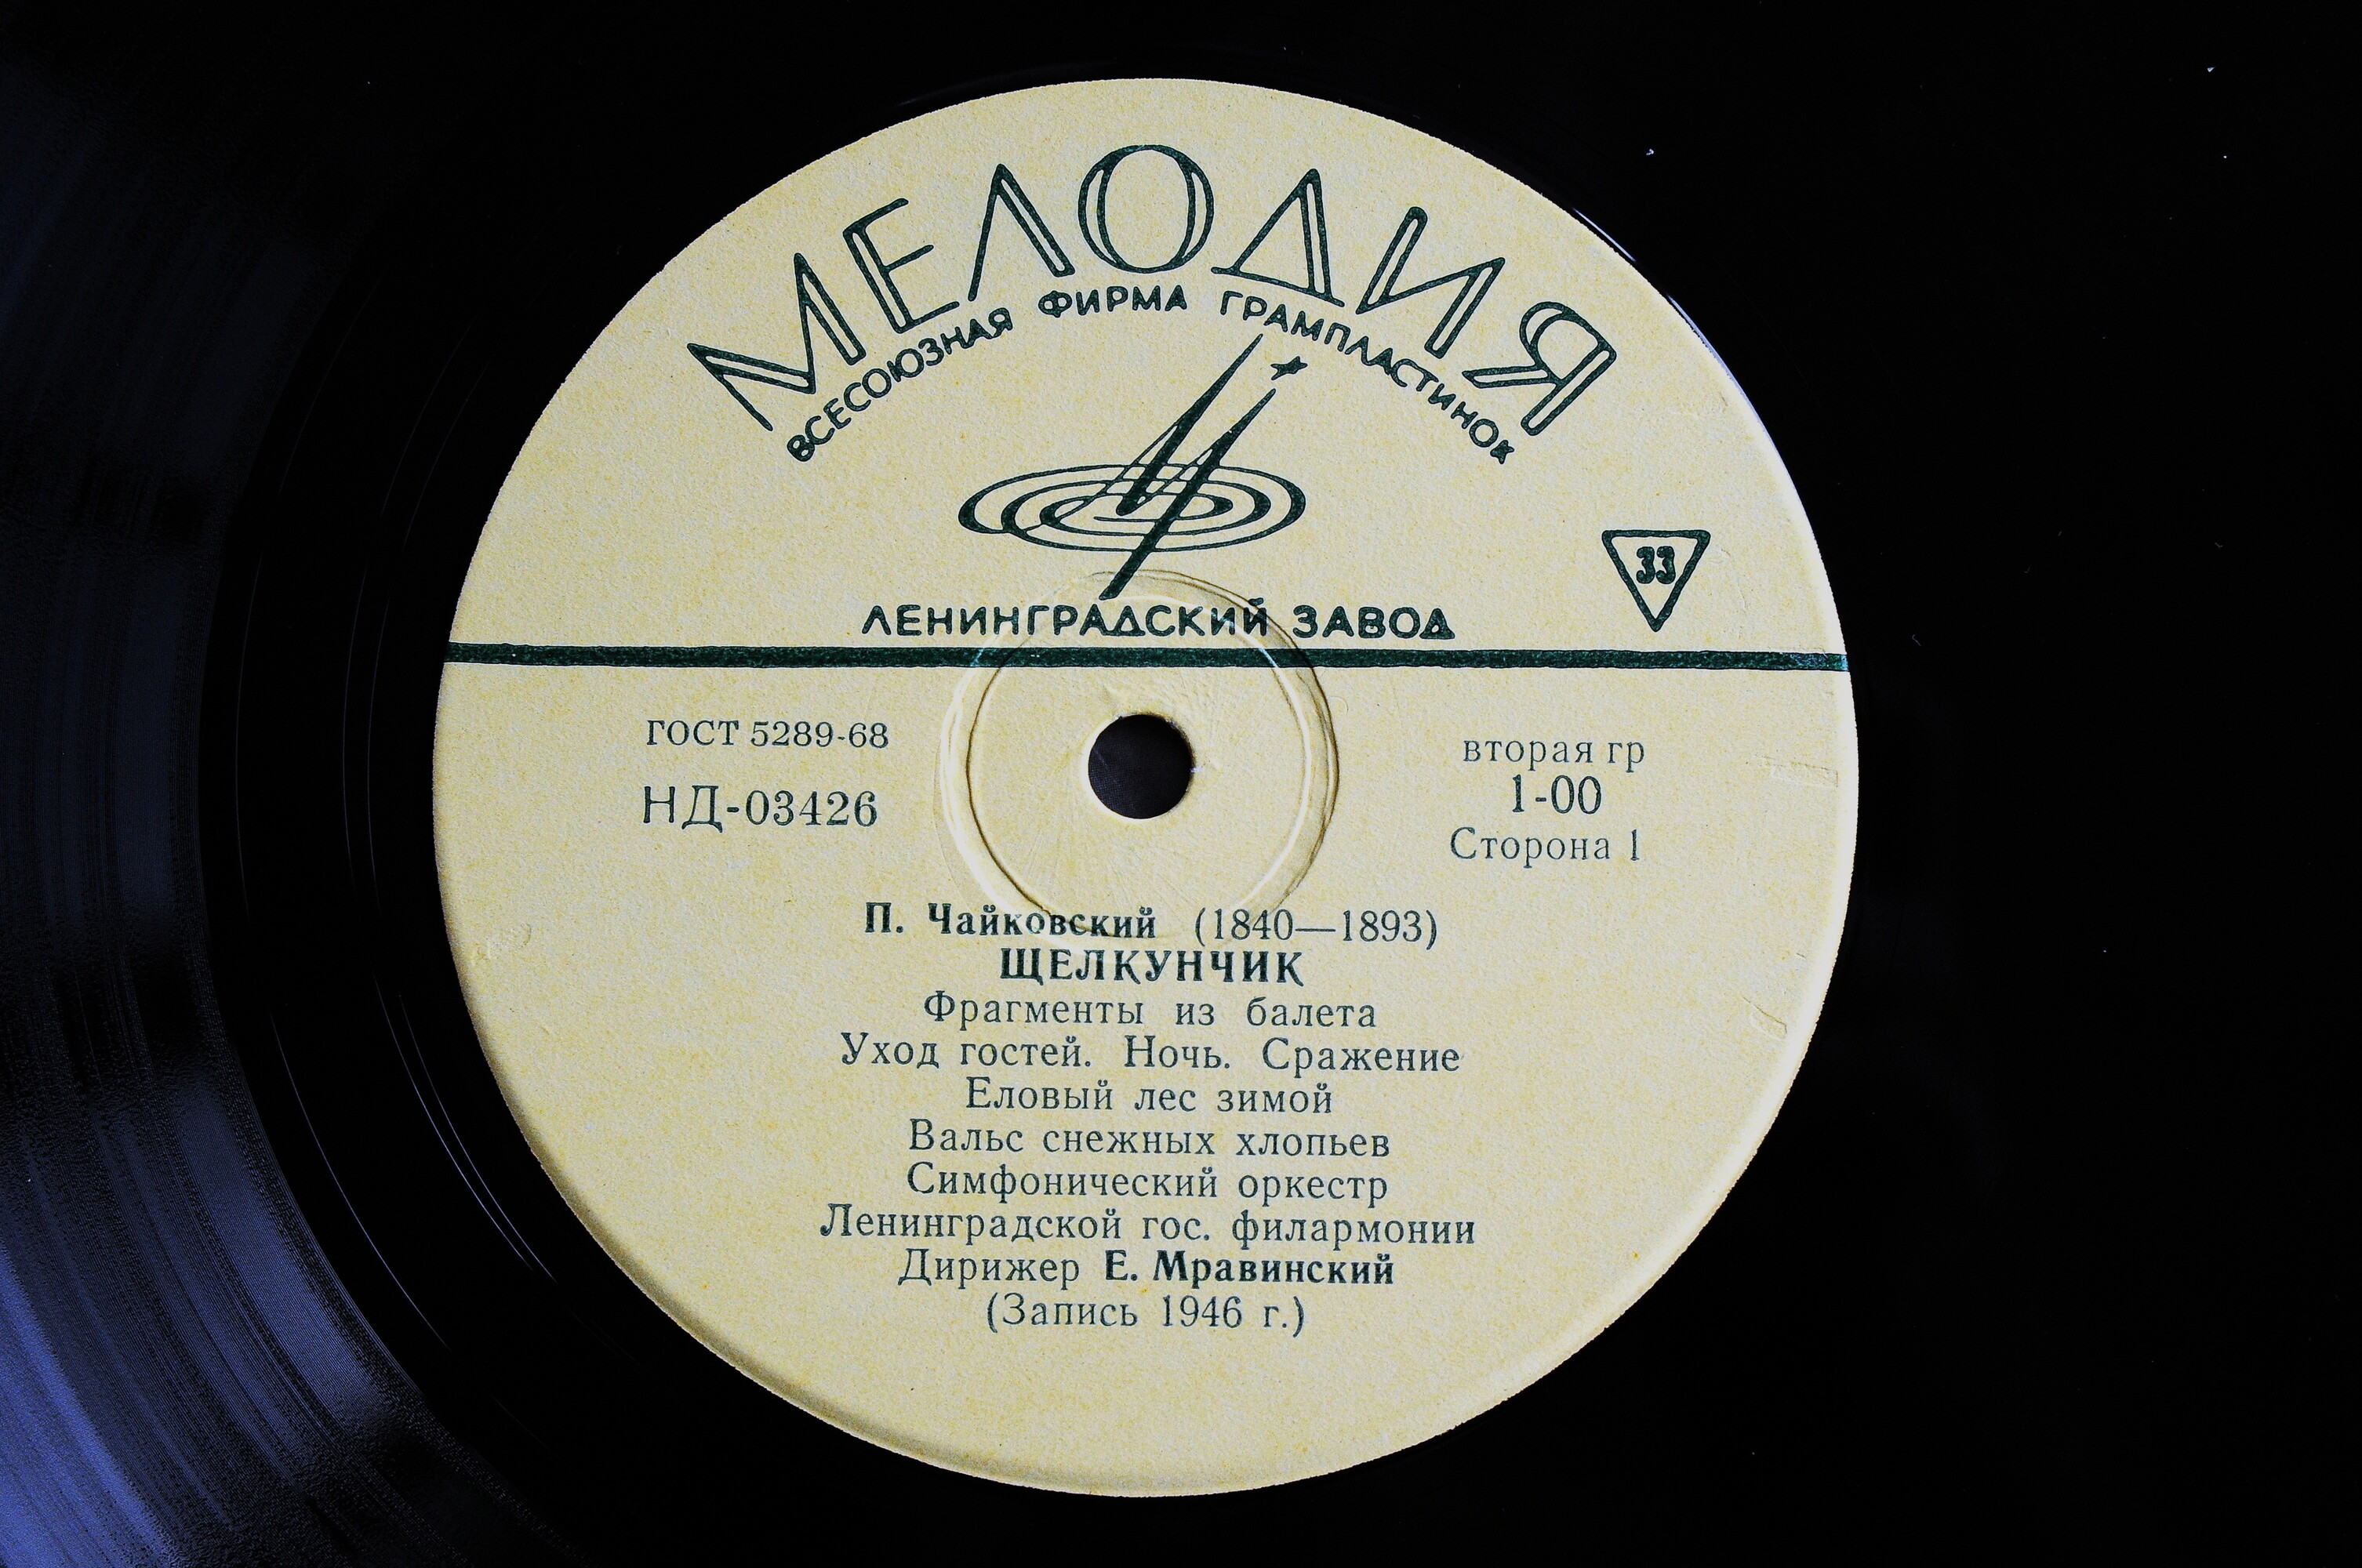 МЕЛОДИЯ
ВСЕСОЮЗНАЯ ФИРМА ГРАМПЛАСТИНОК
33
ЛЕНИНГРАДСКИЙ ЗАВОД
ГОСТ 5289-68
НД-03426
вторая гр
1-00
Сторона 1
П. Чайковский (1840—1893)
ЩЕЛКУНЧИК
Фрагменты из балета
Уход гостей. Ночь. Сражение
Еловый лес зимой
Вальс снежных хлопьев
Симфонический оркестр
Ленинградской гос. филармонии
Дирижер Е. Мравинский
(Запись 1946 г.)